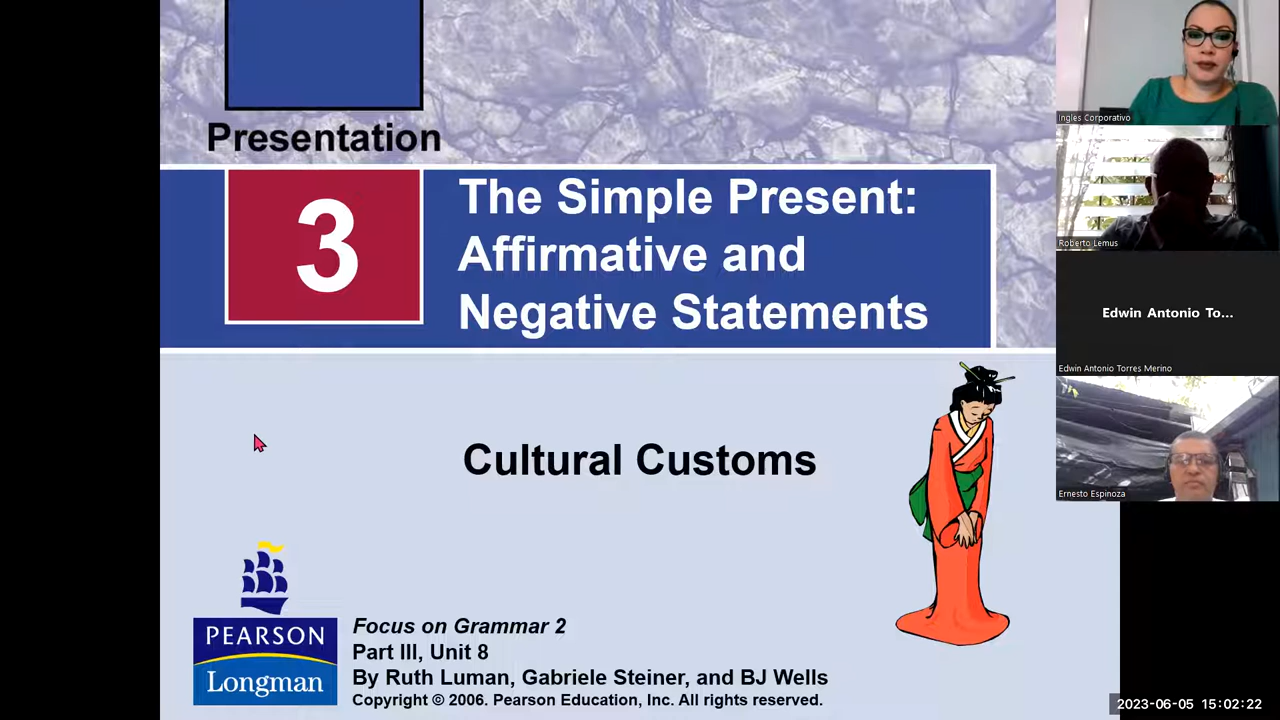 Presentation
3
The Simple Present:
Affirmative and
Negative Statements
Cultural Customs
PEARSON
Longman
Focus on Grammar 2
Part III, Unit 8
By Ruth Luman, Gabriele Steiner, and BJ Wells
Copyright © 2006. Pearson Education, Inc. All rights reserved.
Ingles Corporativo
Roberto Lemus
Edwin Antonio To...
Edwin Antonio Torres Merino
Ernesto Espinoza
2023-06-05 15:02:22